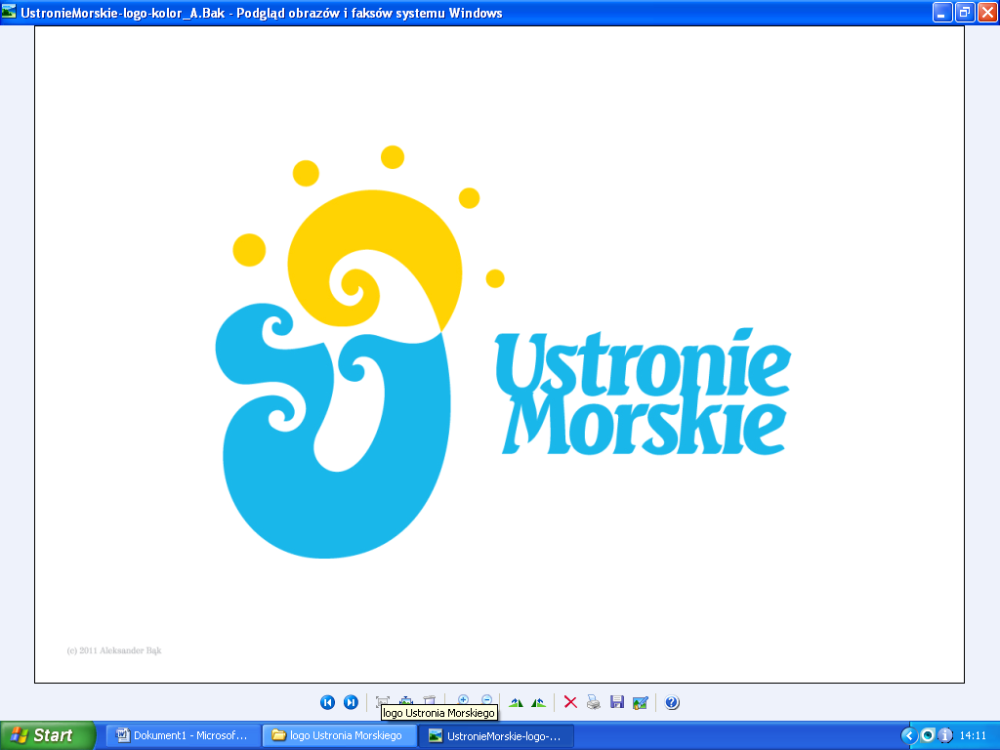 UstronieMorskie-logo-kolor_A.Bak - Podgląd obrazów i faksów systemu Windows
Ustronie
Morskie
(c) 2011 Aleksander Bąk
logo Ustronia Morskiego
Start
Dokument1 - Microsof...
logo Ustronia Morskiego
UstronieMorskie-logo-...
14:11